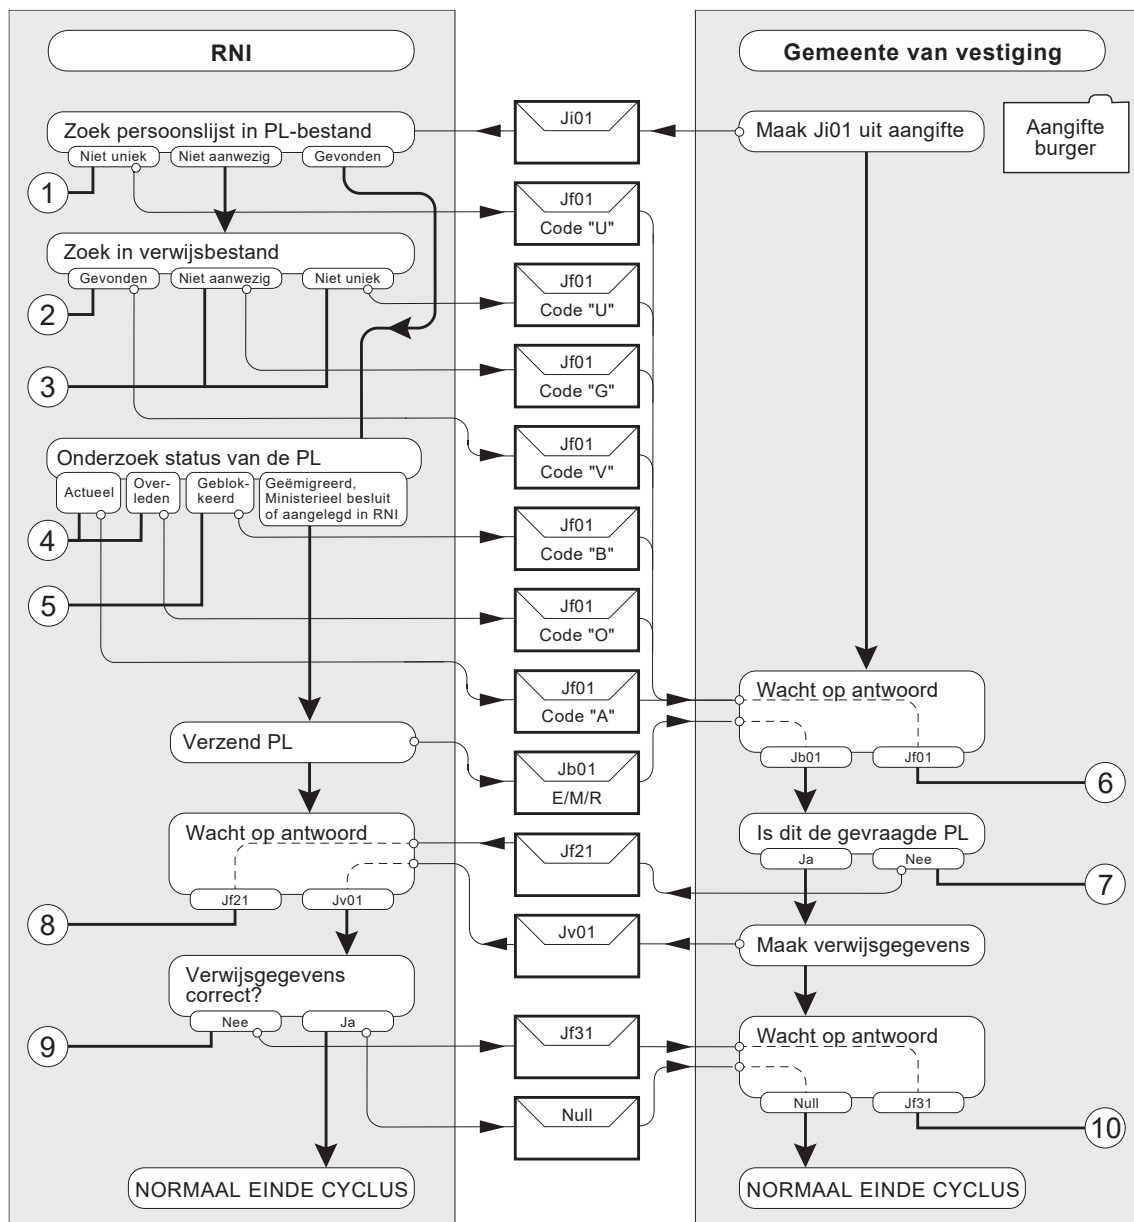 RNI
Gemeente van vestiging
Zoek persoonslijst in PL-bestand
Niet uniek
Niet aanwezig
Gevonden
Ji01
Maak Ji01 uit aangifte
Aangifte
burger
1
Jf01
Code "U"
Zoek in verwijsbestand
Gevonden
Niet aanwezig
Niet uniek
2
Jf01
Code "U"
3
Jf01
Code "G"
Jf01
Code "V"
Onderzoek status van de PL
Actueel
Over-
leden
Geblok-
keerd
Geëmigreerd,
Ministerieel besluit
of aangelegd in RNI
4
Jf01
Code "B"
5
Jf01
Code "O"
Jf01
Code "A"
Wacht op antwoord
Jb01
Jf01
6
Verzend PL
Jb01
E/M/R
Wacht op antwoord
Jf21
Jv01
8
Jf21
Is dit de gevraagde PL
Ja
Nee
7
Jv01
Maak verwijsgegevens
Verwijsgegevens
correct?
Nee
Ja
9
Jf31
Wacht op antwoord
Null
Jf31
10
Null
NORMAAL EINDE CYCLUS
NORMAAL EINDE CYCLUS